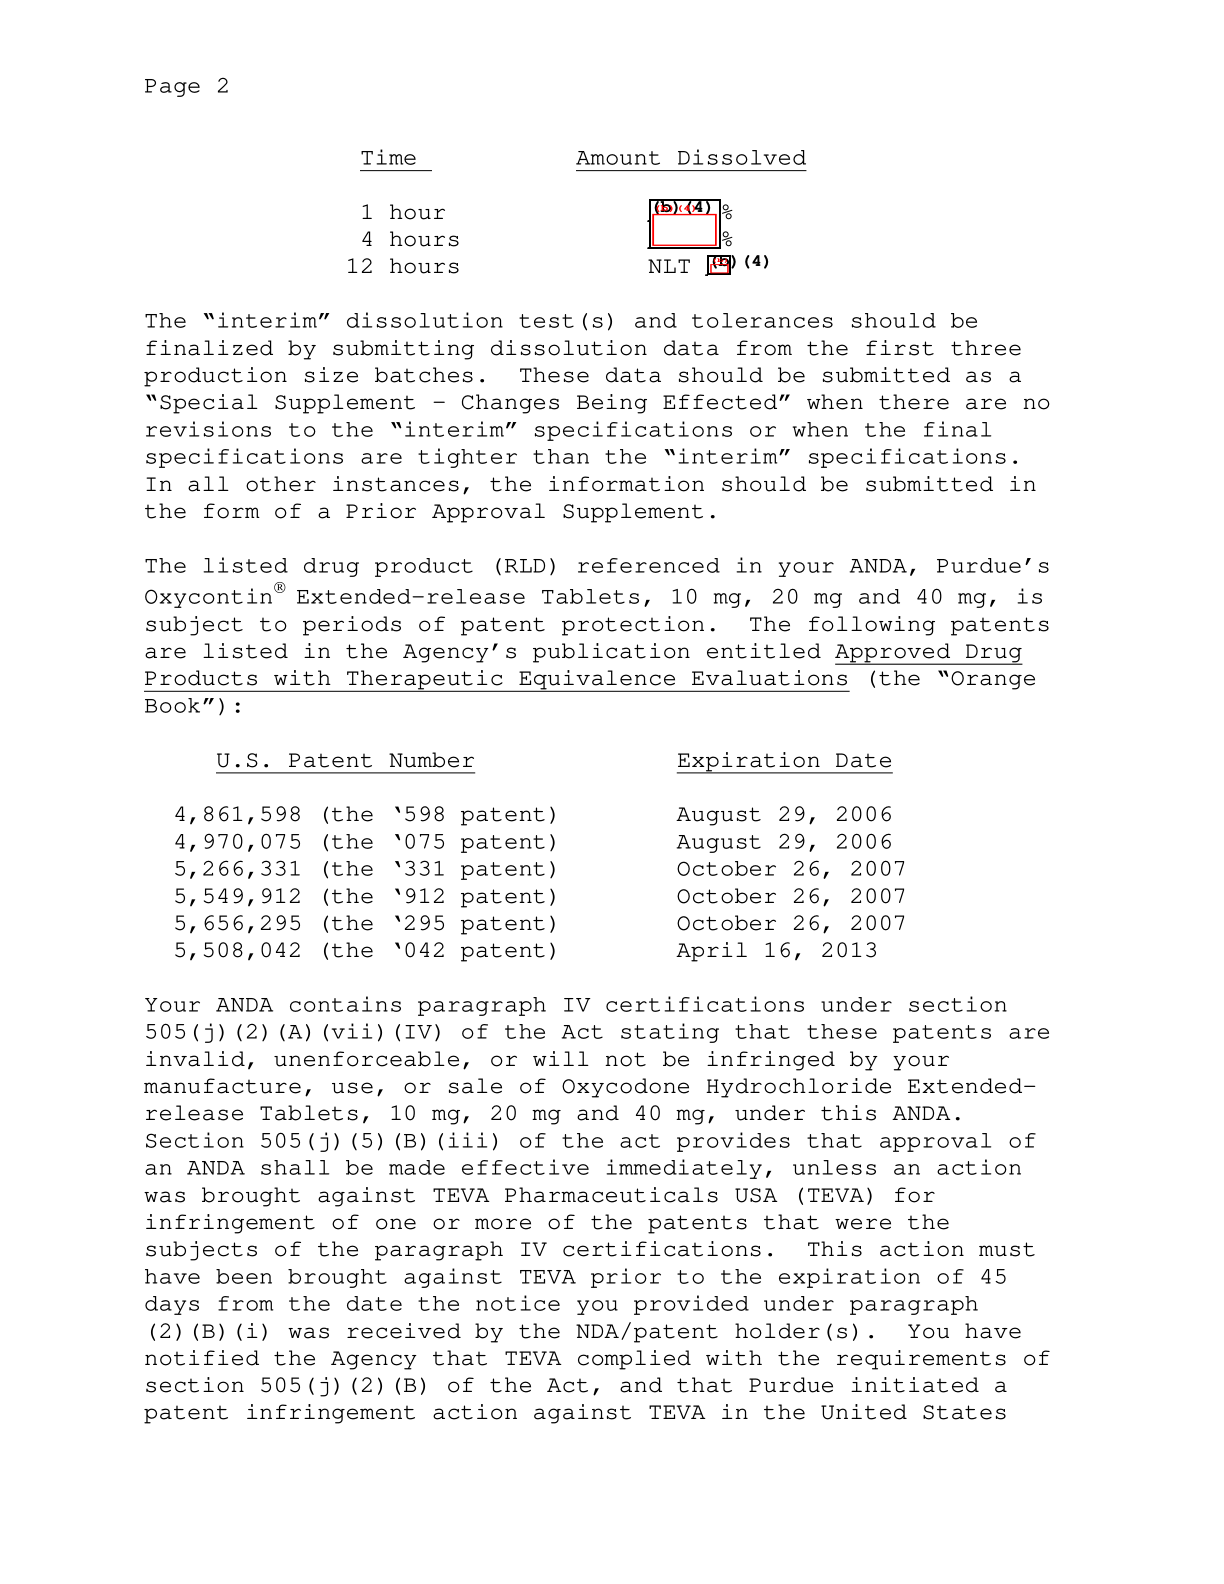 Page 2
Time Amount Dissolved
1 hour (b) (4) %
4 hours %
12 hours NLT (b) (4)
The “interim” dissolution test(s) and tolerances should be
finalized by submitting dissolution data from the first three
production size batches. These data should be submitted as a
“Special Supplement – Changes Being Effected” when there are no
revisions to the “interim” specifications or when the final
specifications are tighter than the “interim” specifications.
In all other instances, the information should be submitted in
the form of a Prior Approval Supplement.
The listed drug product (RLD) referenced in your ANDA, Purdue’s
Oxycontin® Extended-release Tablets, 10 mg, 20 mg and 40 mg, is
subject to periods of patent protection. The following patents
are listed in the Agency’s publication entitled Approved Drug
Products with Therapeutic Equivalence Evaluations (the “Orange
Book”):
U.S. Patent Number Expiration Date
4,861,598 (the ‘598 patent) August 29, 2006
4,970,075 (the ‘075 patent) August 29, 2006
5,266,331 (the ‘331 patent) October 26, 2007
5,549,912 (the ‘912 patent) October 26, 2007
5,656,295 (the ‘295 patent) October 26, 2007
5,508,042 (the ‘042 patent) April 16, 2013
Your ANDA contains paragraph IV certifications under section
505(j)(2)(A)(vii)(IV) of the Act stating that these patents are
invalid, unenforceable, or will not be infringed by your
manufacture, use, or sale of Oxycodone Hydrochloride Extended-
release Tablets, 10 mg, 20 mg and 40 mg, under this ANDA.
Section 505(j)(5)(B)(iii) of the act provides that approval of
an ANDA shall be made effective immediately, unless an action
was brought against TEVA Pharmaceuticals USA (TEVA) for
infringement of one or more of the patents that were the
subjects of the paragraph IV certifications. This action must
have been brought against TEVA prior to the expiration of 45
days from the date the notice you provided under paragraph
(2)(B)(i) was received by the NDA/patent holder(s). You have
notified the Agency that TEVA complied with the requirements of
section 505(j)(2)(B) of the Act, and that Purdue initiated a
patent infringement action against TEVA in the United States